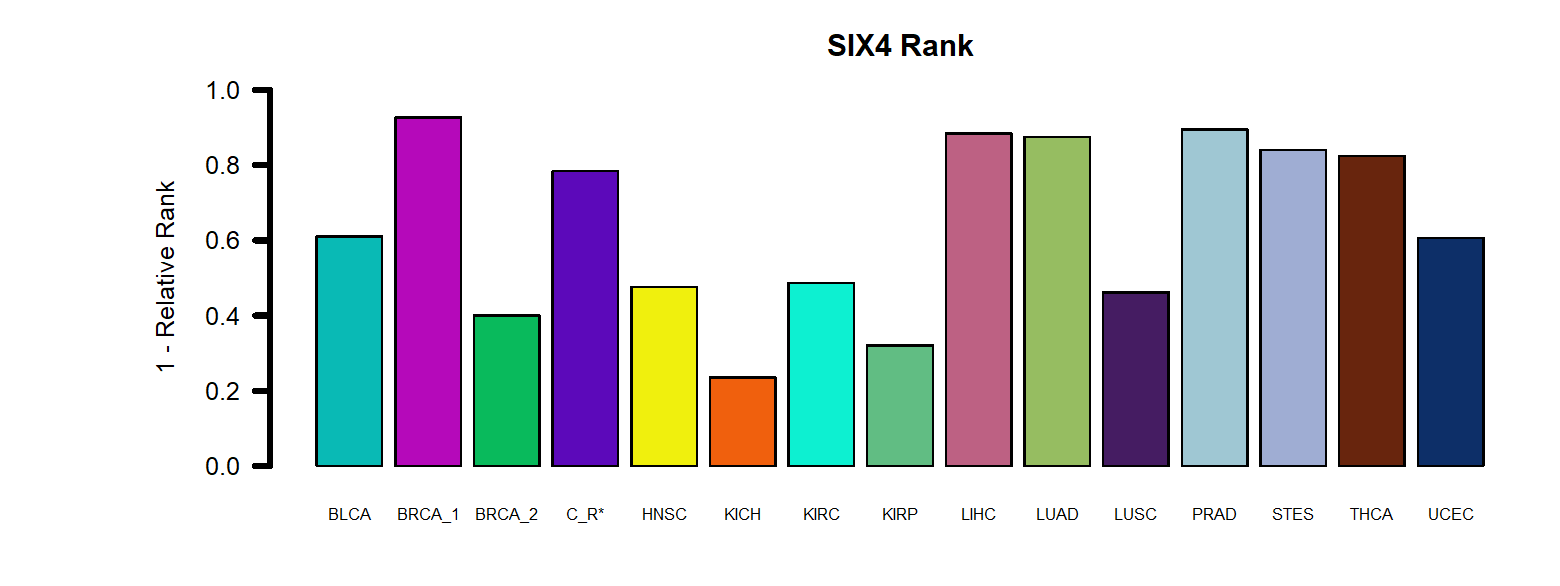 SIX4 Rank
1 - Relative Rank
1.0
0.8
0.6
0.4
0.2
0.0
BLCA BRCA_1 BRCA_2 C_R* HNSC KICH KIRC KIRP LIHC LUAD LUSC PRAD STES THCA UCEC